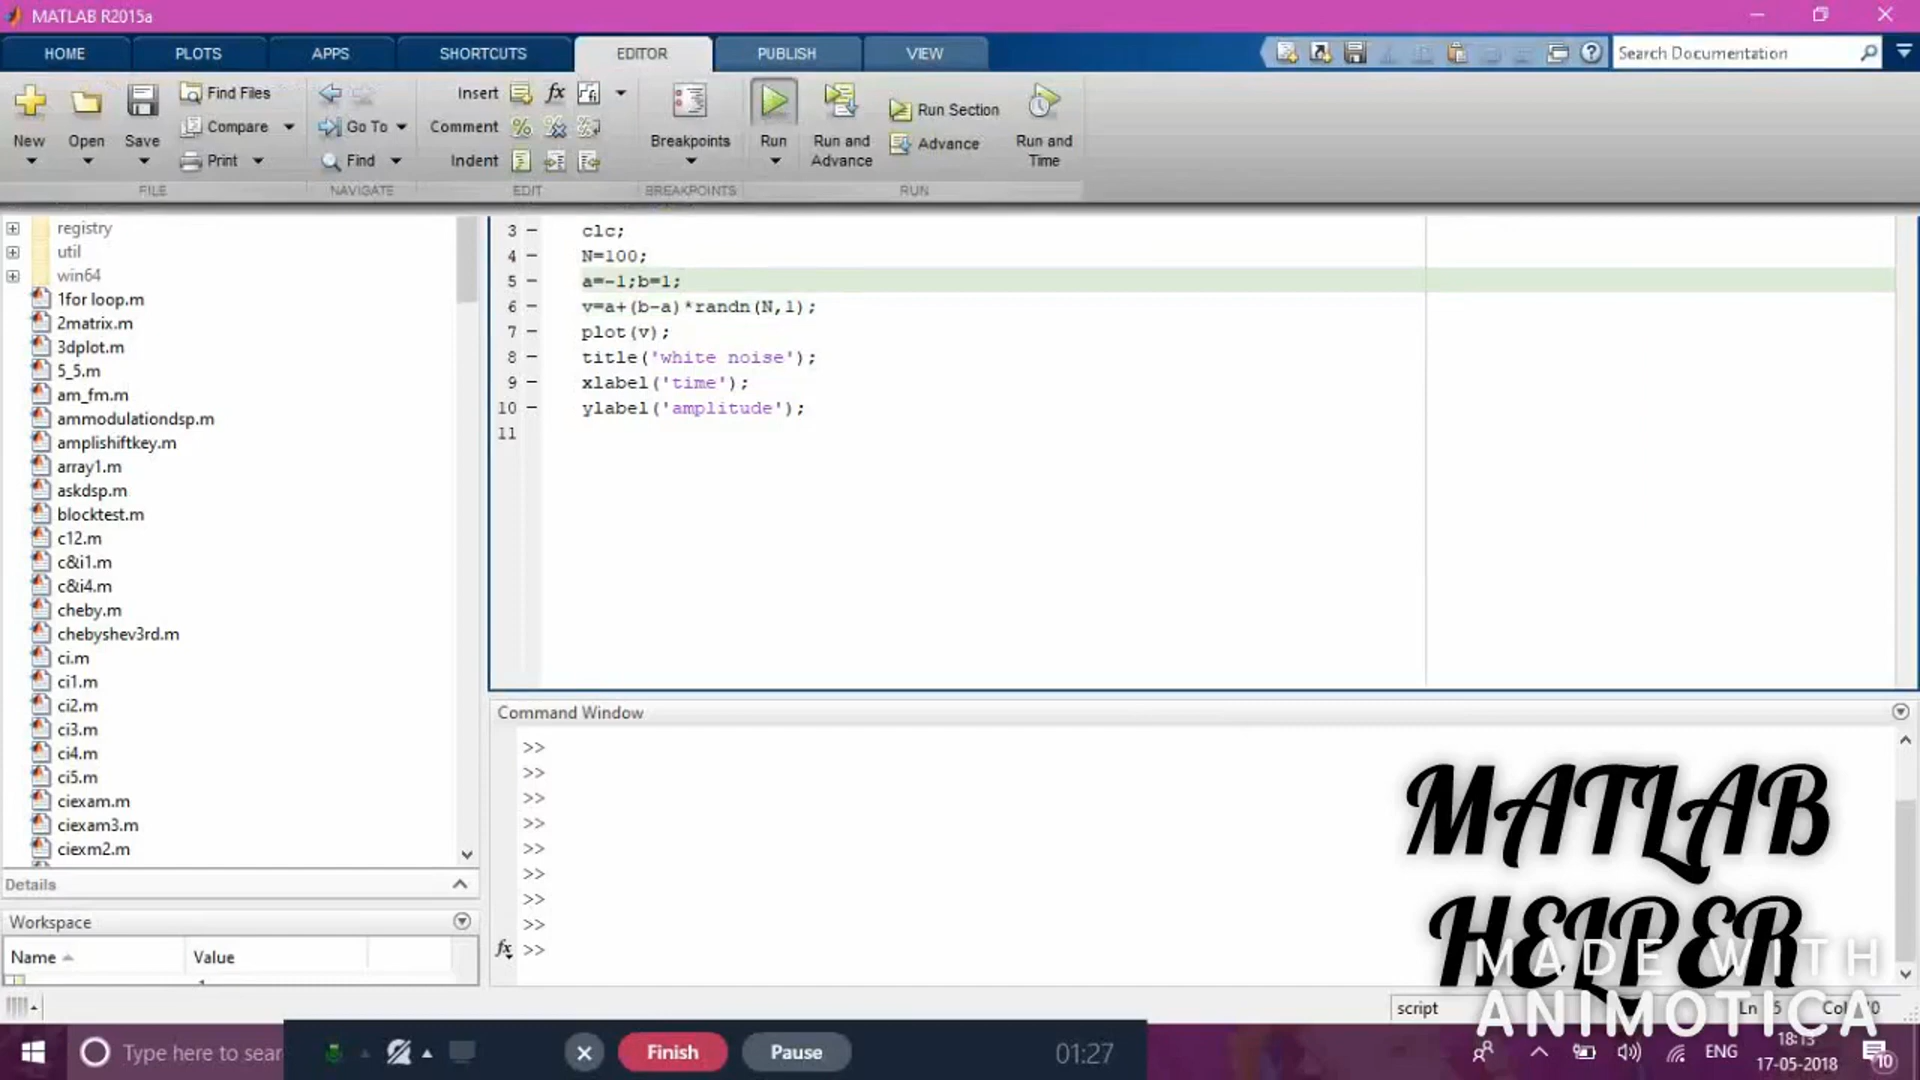 MATLAB R2015a
HOME
PLOTS
APPS
SHORTCUTS
EDITOR
PUBLISH
VIEW
Search Documentation
New
Open
Save
Find Files
Compare
Print
Go To
Find
Insert
fx
Comment
Indent
Breakpoints
Run
Run and
Advance
Run Section
Advance
Run and
Time
FILE
NAVIGATE
EDIT
BREAKPOINTS
RUN
registry
util
win64
1for loop.m
2matrix.m
3dplot.m
5_5.m
am_fm.m
ammodulationdsp.m
amplishiftkey.m
array1.m
askdsp.m
blocktest.m
c12.m
c&i1.m
c&i4.m
cheby.m
chebyshev3rd.m
ci.m
ci1.m
ci2.m
ci3.m
ci4.m
ci5.m
ciexam.m
ciexam3.m
ciexm2.m
Details
Workspace
Name
Value
3 - clc;
4 - N=100;
5 - a=-1;b=1;
6 - v=a+(b-a)*randn(N,1);
7 - plot(v);
8 - title('white noise');
9 - xlabel('time');
10 - ylabel('amplitude');
11
Command Window
>>
>>
>>
>>
>>
>>
>>
>>
fx >>
MATLAB
HELPER
MADE WITH
ANIMOTICA
script
Ln
Type here to sear
Finish
Pause
01:27
ENG
18:13
17-05-2018
10